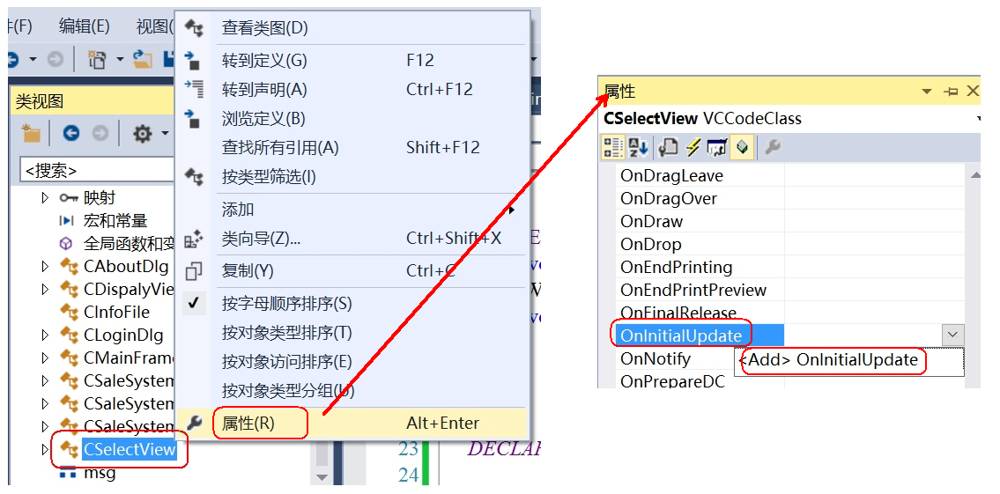 件(F) 编辑(E) 视图(
类视图
<搜索>
映射
宏和常量
全局函数和变
CAboutDlg
CDispalyVie
CInfoFile
CLoginDlg
CMainFrame
CSaleSystem
CSaleSystem
CSaleSystem
CSelectView
msg
查看类图(D)
转到定义(G) F12
转到声明(A) Ctrl+F12
浏览定义(B)
查找所有引用(A) Shift+F12
按类型筛选(I)
添加
类向导(Z)... Ctrl+Shift+X
复制(Y) Ctrl+C
按字母顺序排序(S)
按对象类型排序(T)
按对象访问排序(E)
按对象类型分组(U)
属性(R) Alt+Enter
23 DECLAR
24
属性
CSelectView VCCodeClass
OnDragLeave
OnDragOver
OnDraw
OnDrop
OnEndPrinting
OnEndPrintPreview
OnFinalRelease
OnInitialUpdate
OnNotify
<Add> OnInitialUpdate
OnPrepareDC